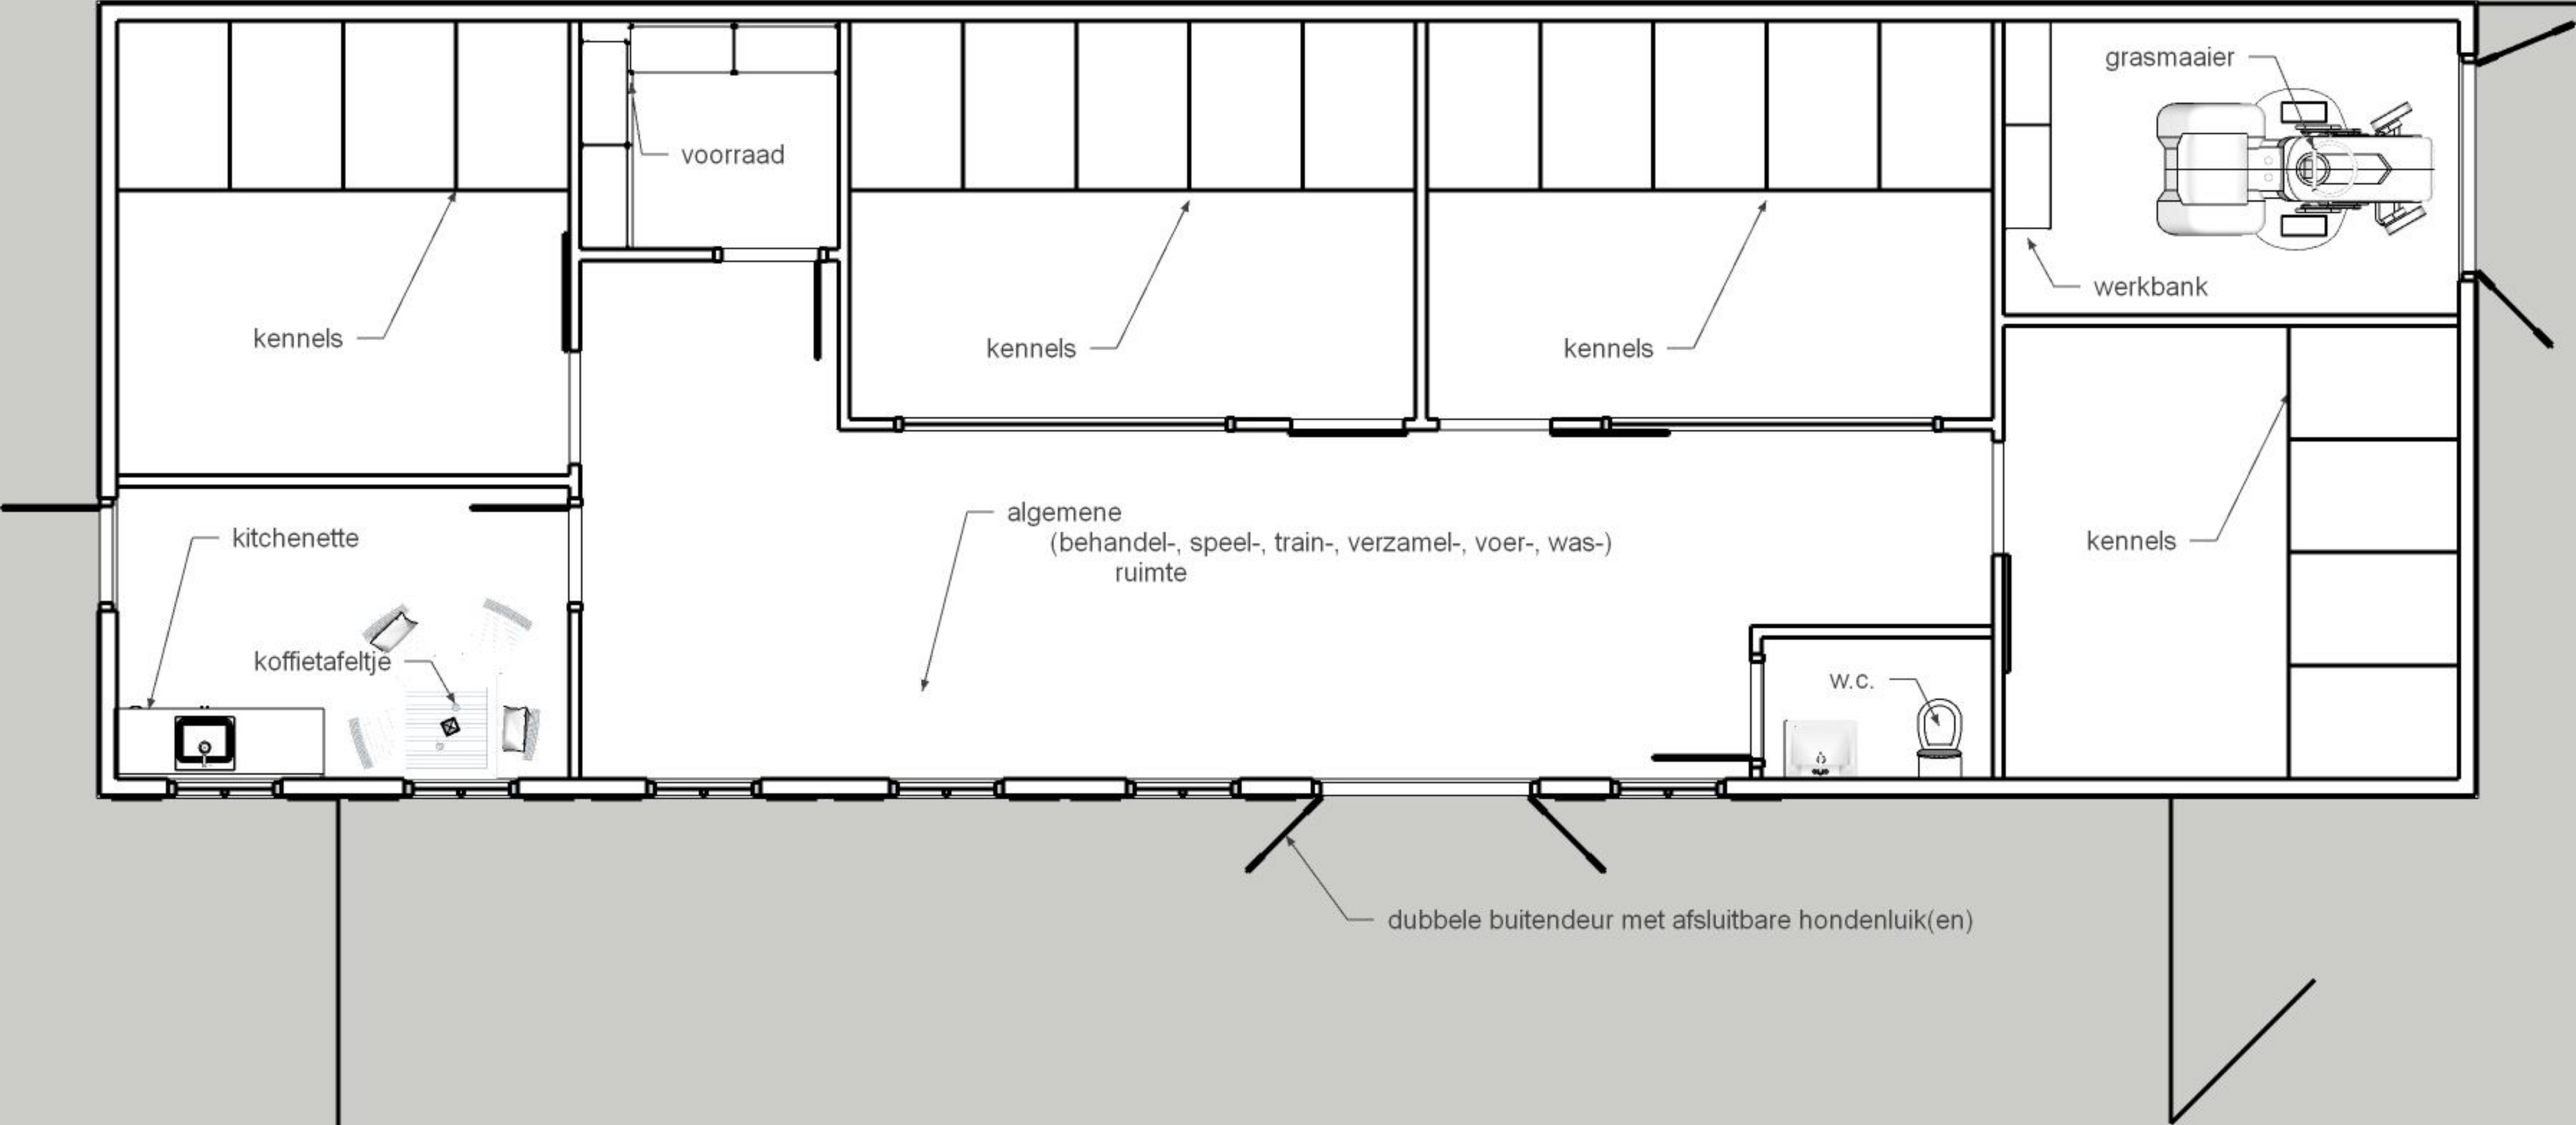 grasmaaier
voorraad
werkbank
kennels
kennels
kennels
algemene
(behandel-, speel-, train-, verzamel-, voer-, was-)
ruimte
kitchenette
kennels
koffietafeltje
w.c.
dubbele buitendeur met afsluitbare hondenluik(en)